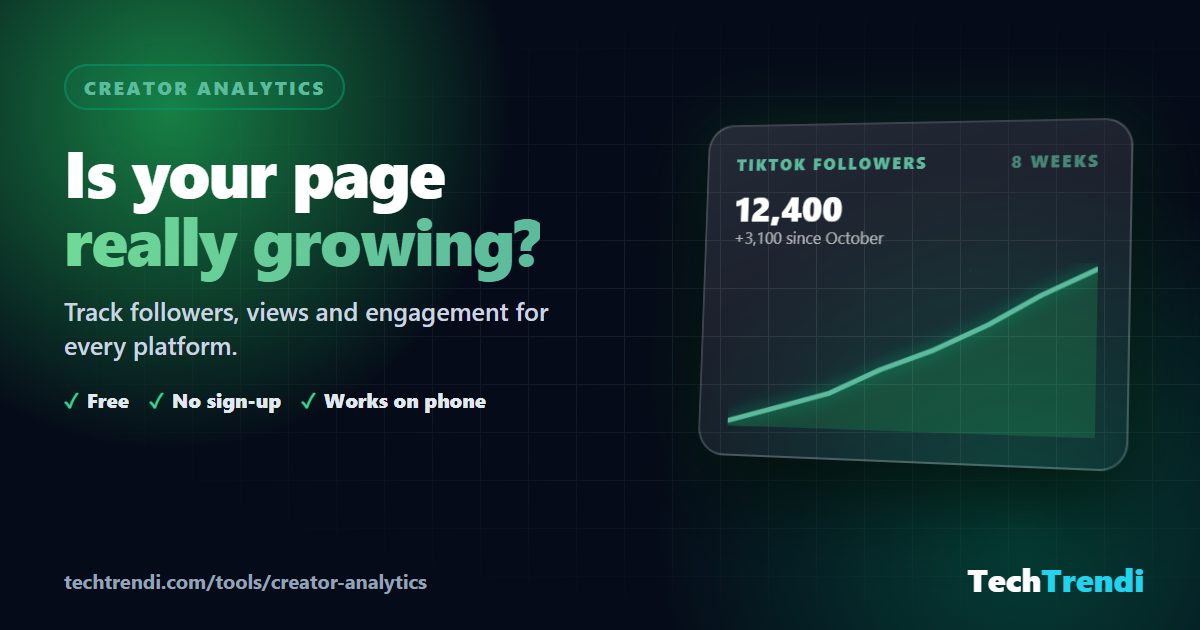 CREATOR ANALYTICS
Is your page
really growing?
Track followers, views and engagement for
every platform.
✓ Free ✓ No sign-up ✓ Works on phone
TIKTOK FOLLOWERS 8 WEEKS
12,400
+3,100 since October
techtrendi.com/tools/creator-analytics
TechTrendi